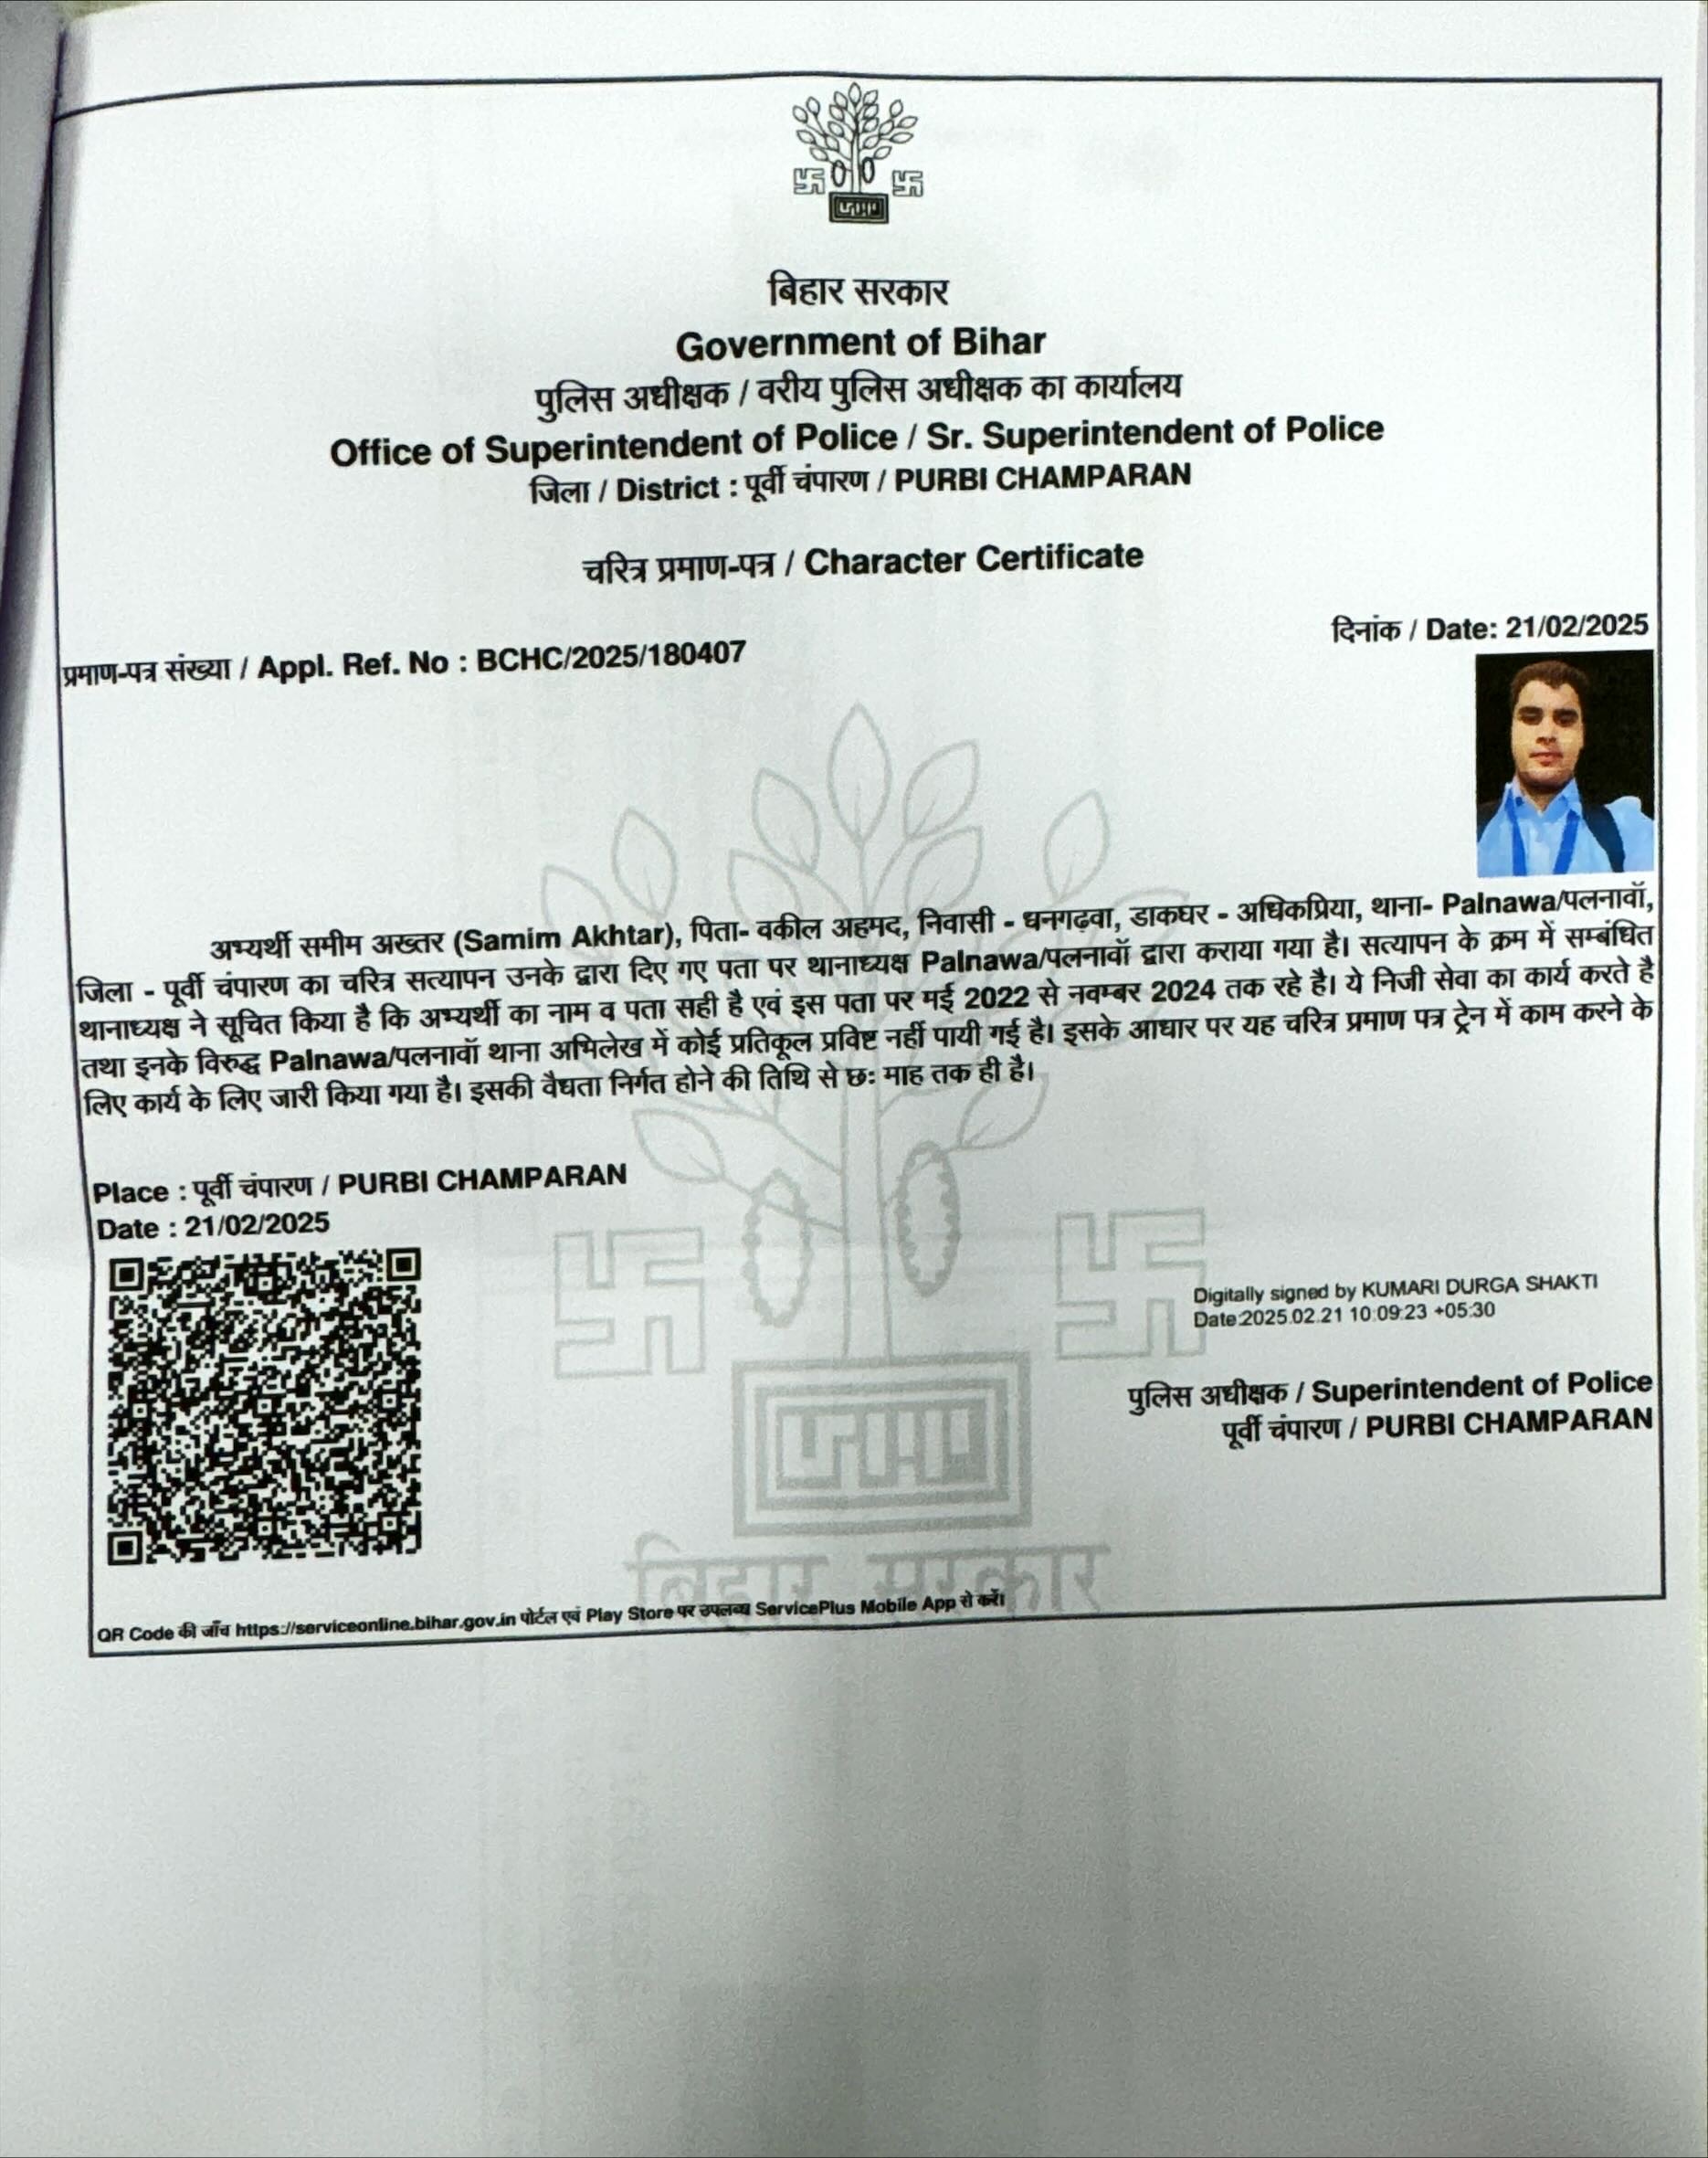 बिहार सरकार
Government of Bihar
पुलिस अधीक्षक / वरीय पुलिस अधीक्षक का कार्यालय
Office of Superintendent of Police / Sr. Superintendent of Police
जिला / District : पूर्वी चंपारण / PURBI CHAMPARAN
चरित्र प्रमाण-पत्र / Character Certificate
दिनांक / Date: 21/02/2025
प्रमाण-पत्र संख्या / Appl. Ref. No : BCHC/2025/180407
अभ्यर्थी समीम अख्तर (Samim Akhtar), पिता- वकील अहमद, निवासी - धनगढ़वा, डाकघर - अधिकप्रिया, थाना- Palnawa/पलनावॉ,
जिला - पूर्वी चंपारण का चरित्र सत्यापन उनके द्वारा दिए गए पता पर थानाध्यक्ष Palnawa/पलनावॉ द्वारा कराया गया है। सत्यापन के क्रम में सम्बंधित
थानाध्यक्ष ने सूचित किया है कि अभ्यर्थी का नाम व पता सही है एवं इस पता पर मई 2022 से नवम्बर 2024 तक रहे है। ये निजी सेवा का कार्य करते है
तथा इनके विरुद्ध Palnawa/पलनावॉ थाना अभिलेख में कोई प्रतिकूल प्रविष्ट नहीं पायी गई है। इसके आधार पर यह चरित्र प्रमाण पत्र ट्रेन में काम करने के
लिए कार्य के लिए जारी किया गया है। इसकी वैधता निर्गत होने की तिथि से छः माह तक ही है।
Place : पूर्वी चंपारण / PURBI CHAMPARAN
Date : 21/02/2025
Digitally signed by KUMARI DURGA SHAKTI
Date:2025.02.21 10:09:23 +05:30
पुलिस अधीक्षक / Superintendent of Police
पूर्वी चंपारण / PURBI CHAMPARAN
बिहार सरकार
QR Code की जाँच https://serviceonline.bihar.gov.in पोर्टल एवं Play Store पर उपलब्ध ServicePlus Mobile App से करें।